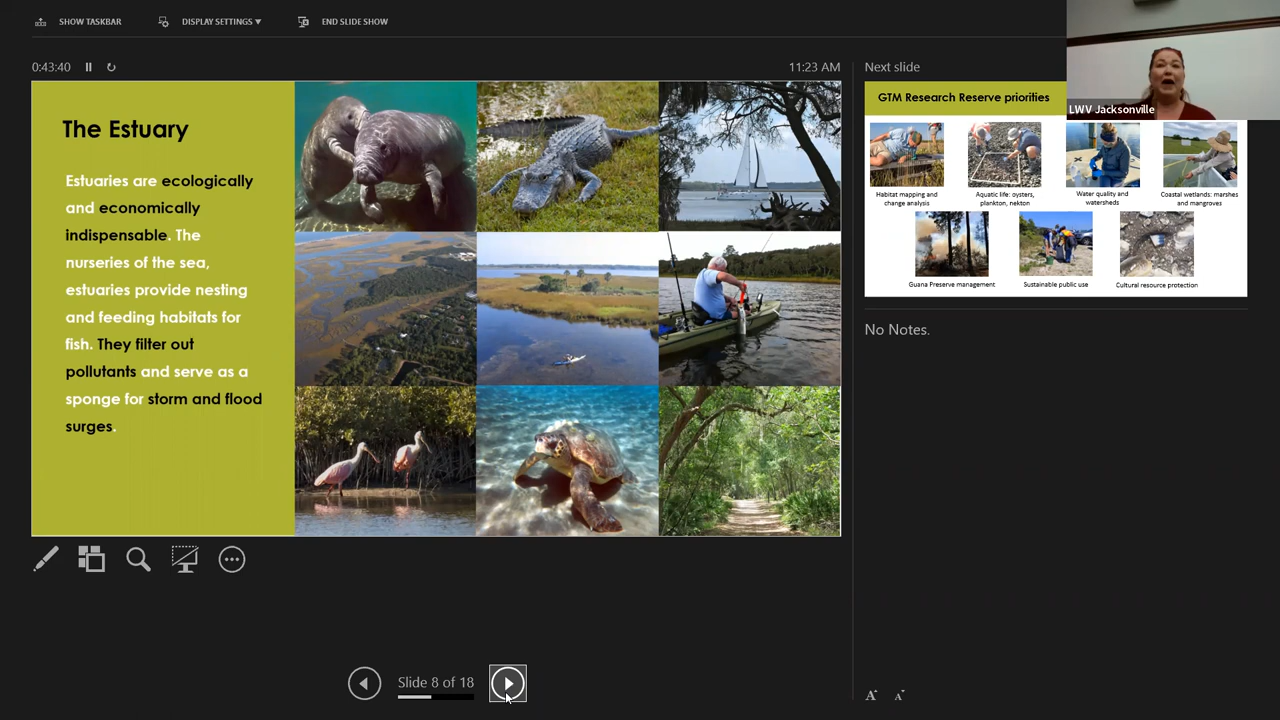 SHOW TASKBAR
DISPLAY SETTINGS ▼
END SLIDE SHOW
0:43:40
11:23 AM
The Estuary
Estuaries are ecologically
and economically
indispensable. The
nurseries of the sea,
estuaries provide nesting
and feeding habitats for
fish. They filter out
pollutants and serve as a
sponge for storm and flood
surges.
Slide 8 of 18
Next slide
LWV Jacksonville
GTM Research Reserve priorities
Habitat mapping and
change analysis
Aquatic life: oysters,
plankton, nekton
Water quality and
watersheds
Coastal wetlands: marshes
and mangroves
Guana Preserve management
Sustainable public use
Cultural resource protection
No Notes.
A
A